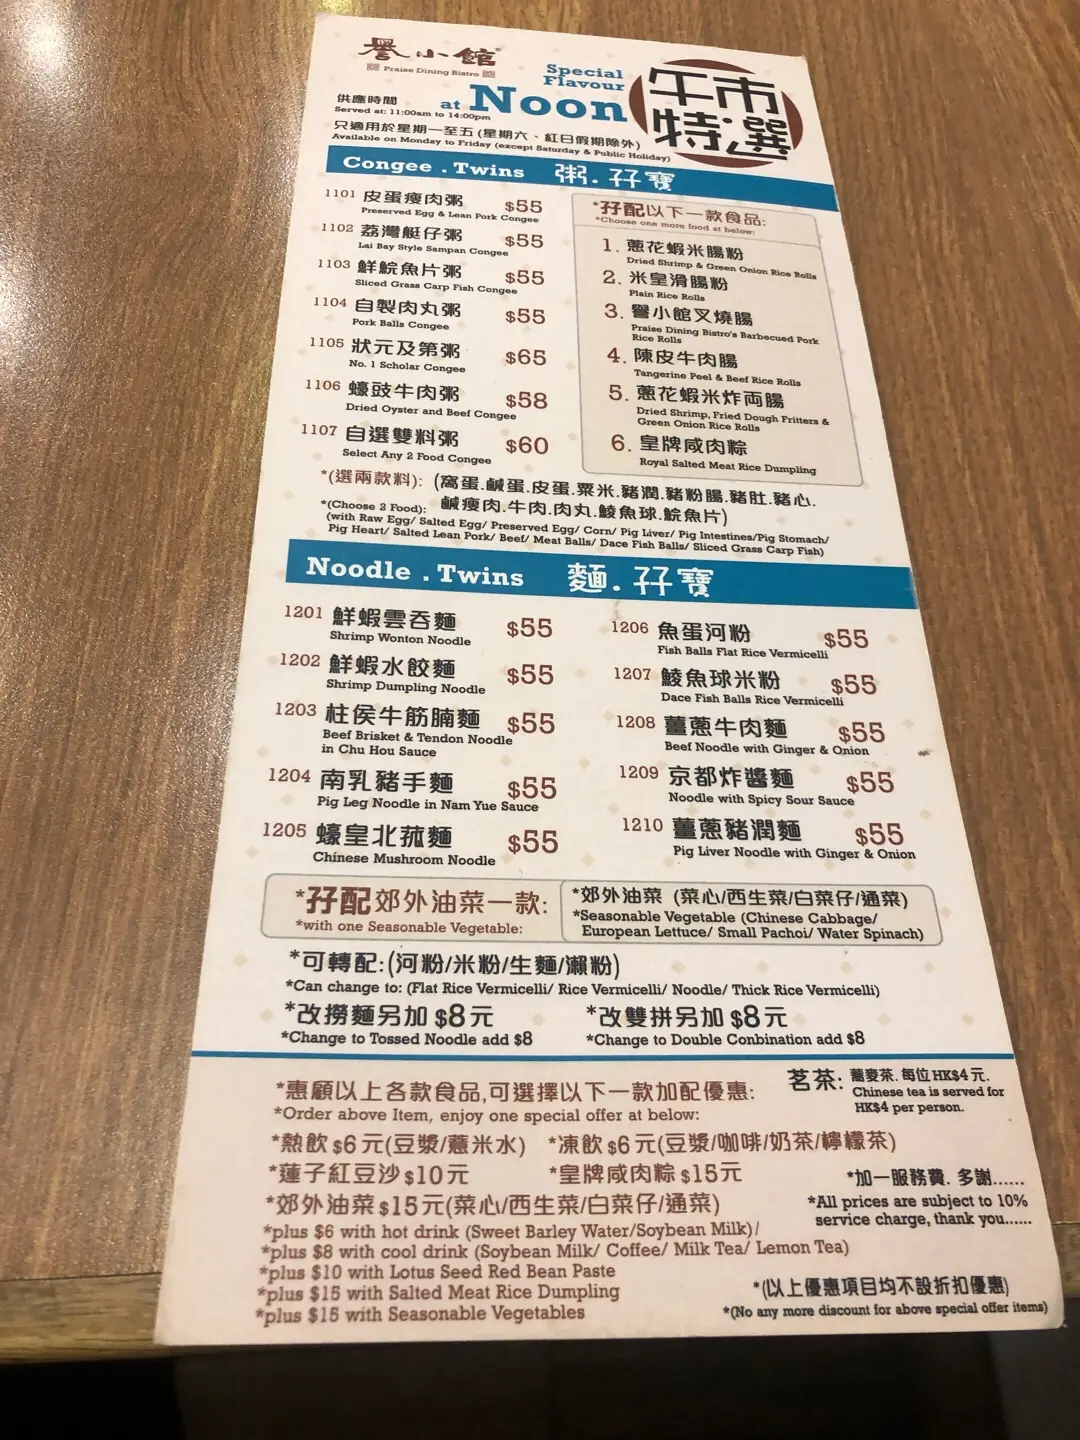 譽小館
Praise Dining Bistro
Special
Flavour
at Noon
午市
特選
供應時間
Served at: 11:00am to 14:00pm
只適用於星期一至五 (星期六、紅日假期除外)
Available on Monday to Friday (except Saturday & Public Holiday)
Congee . Twins 粥. 孖寶
1101 皮蛋瘦肉粥 $55
Preserved Egg & Lean Pork Congee
1102 荔灣艇仔粥 $55
Lai Bay Style Sampan Congee
1103 鮮鯇魚片粥 $55
Sliced Grass Carp Fish Congee
1104 自製肉丸粥 $55
Pork Balls Congee
1105 狀元及第粥 $65
No. 1 Scholar Congee
1106 蠔豉牛肉粥 $58
Dried Oyster and Beef Congee
1107 自選雙料粥 $60
Select Any 2 Food Congee
*孖配以下一款食品:
*Choose one more food at below:
1. 蔥花蝦米腸粉
Dried Shrimp & Green Onion Rice Rolls
2. 米皇滑腸粉
Plain Rice Rolls
3. 譽小館叉燒腸
Praise Dining Bistro's Barbecued Pork
Rice Rolls
4. 陳皮牛肉腸
Tangerine Peel & Beef Rice Rolls
5. 蔥花蝦米炸両腸
Dried Shrimp, Fried Dough Fritters &
Green Onion Rice Rolls
6. 皇牌咸肉粽
Royal Salted Meat Rice Dumpling
*(選兩款料): (窩蛋.鹹蛋.皮蛋.粟米.豬潤.豬粉腸.豬肚.豬心.
*(Choose 2 Food): 鹹瘦肉.牛肉.肉丸.鯪魚球.鯇魚片)
(with Raw Egg/ Salted Egg/ Preserved Egg/ Corn/ Pig Liver/ Pig Intestines/Pig Stomach/
Pig Heart/ Salted Lean Pork/ Beef/ Meat Balls/ Dace Fish Balls/ Sliced Grass Carp Fish)
Noodle . Twins 麵. 孖寶
1201 鮮蝦雲吞麵 $55
Shrimp Wonton Noodle
1202 鮮蝦水餃麵 $55
Shrimp Dumpling Noodle
1203 柱侯牛筋腩麵 $55
Beef Brisket & Tendon Noodle
in Chu Hou Sauce
1204 南乳豬手麵 $55
Pig Leg Noodle in Nam Yue Sauce
1205 蠔皇北菰麵 $55
Chinese Mushroom Noodle
1206 魚蛋河粉 $55
Fish Balls Flat Rice Vermicelli
1207 鯪魚球米粉 $55
Dace Fish Balls Rice Vermicelli
1208 薑蔥牛肉麵 $55
Beef Noodle with Ginger & Onion
1209 京都炸醬麵 $55
Noodle with Spicy Sour Sauce
1210 薑蔥豬潤麵 $55
Pig Liver Noodle with Ginger & Onion
*孖配郊外油菜一款:
*with one Seasonable Vegetable:
*郊外油菜 (菜心/西生菜/白菜仔/通菜)
*Seasonable Vegetable (Chinese Cabbage/
European Lettuce/ Small Pachoi/ Water Spinach)
*可轉配:(河粉/米粉/生麵/瀨粉)
*Can change to: (Flat Rice Vermicelli/ Rice Vermicelli/ Noodle/ Thick Rice Vermicelli)
*改撈麵另加 $8元 *改雙拼另加 $8元
*Change to Tossed Noodle add $8 *Change to Double Conbination add $8
*惠顧以上各款食品,可選擇以下一款加配優惠:
*Order above Item, enjoy one special offer at below:
茗茶: 蕎麥茶. 每位HK$4元.
Chinese tea is served for
HK$4 per person.
*熱飲 $6元(豆漿/薏米水) *凍飲 $6元(豆漿/咖啡/奶茶/檸檬茶)
*蓮子紅豆沙 $10元 *皇牌咸肉粽 $15元
*郊外油菜 $15元(菜心/西生菜/白菜仔/通菜)
*加一服務費. 多謝......
*All prices are subject to 10%
service charge, thank you......
*plus $6 with hot drink (Sweet Barley Water/Soybean Milk)/
*plus $8 with cool drink (Soybean Milk/ Coffee/ Milk Tea/ Lemon Tea)
*plus $10 with Lotus Seed Red Bean Paste
*plus $15 with Salted Meat Rice Dumpling
*plus $15 with Seasonable Vegetables
*(以上優惠項目均不設折扣優惠)
*(No any more discount for above special offer items)